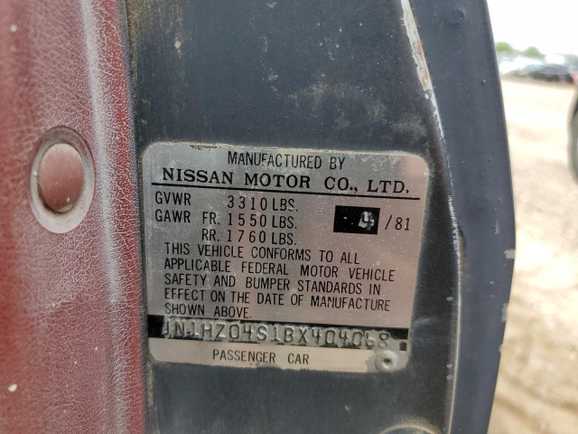 MANUFACTURED BY
NISSAN MOTOR CO., LTD.
GVWR 3310 LBS.
GAWR FR. 1550 LBS. /81
RR. 1760 LBS.
THIS VEHICLE CONFORMS TO ALL
APPLICABLE FEDERAL MOTOR VEHICLE
SAFETY AND BUMPER STANDARDS IN
EFFECT ON THE DATE OF MANUFACTURE
SHOWN ABOVE.
JN1HZ04S1BX404068
PASSENGER CAR